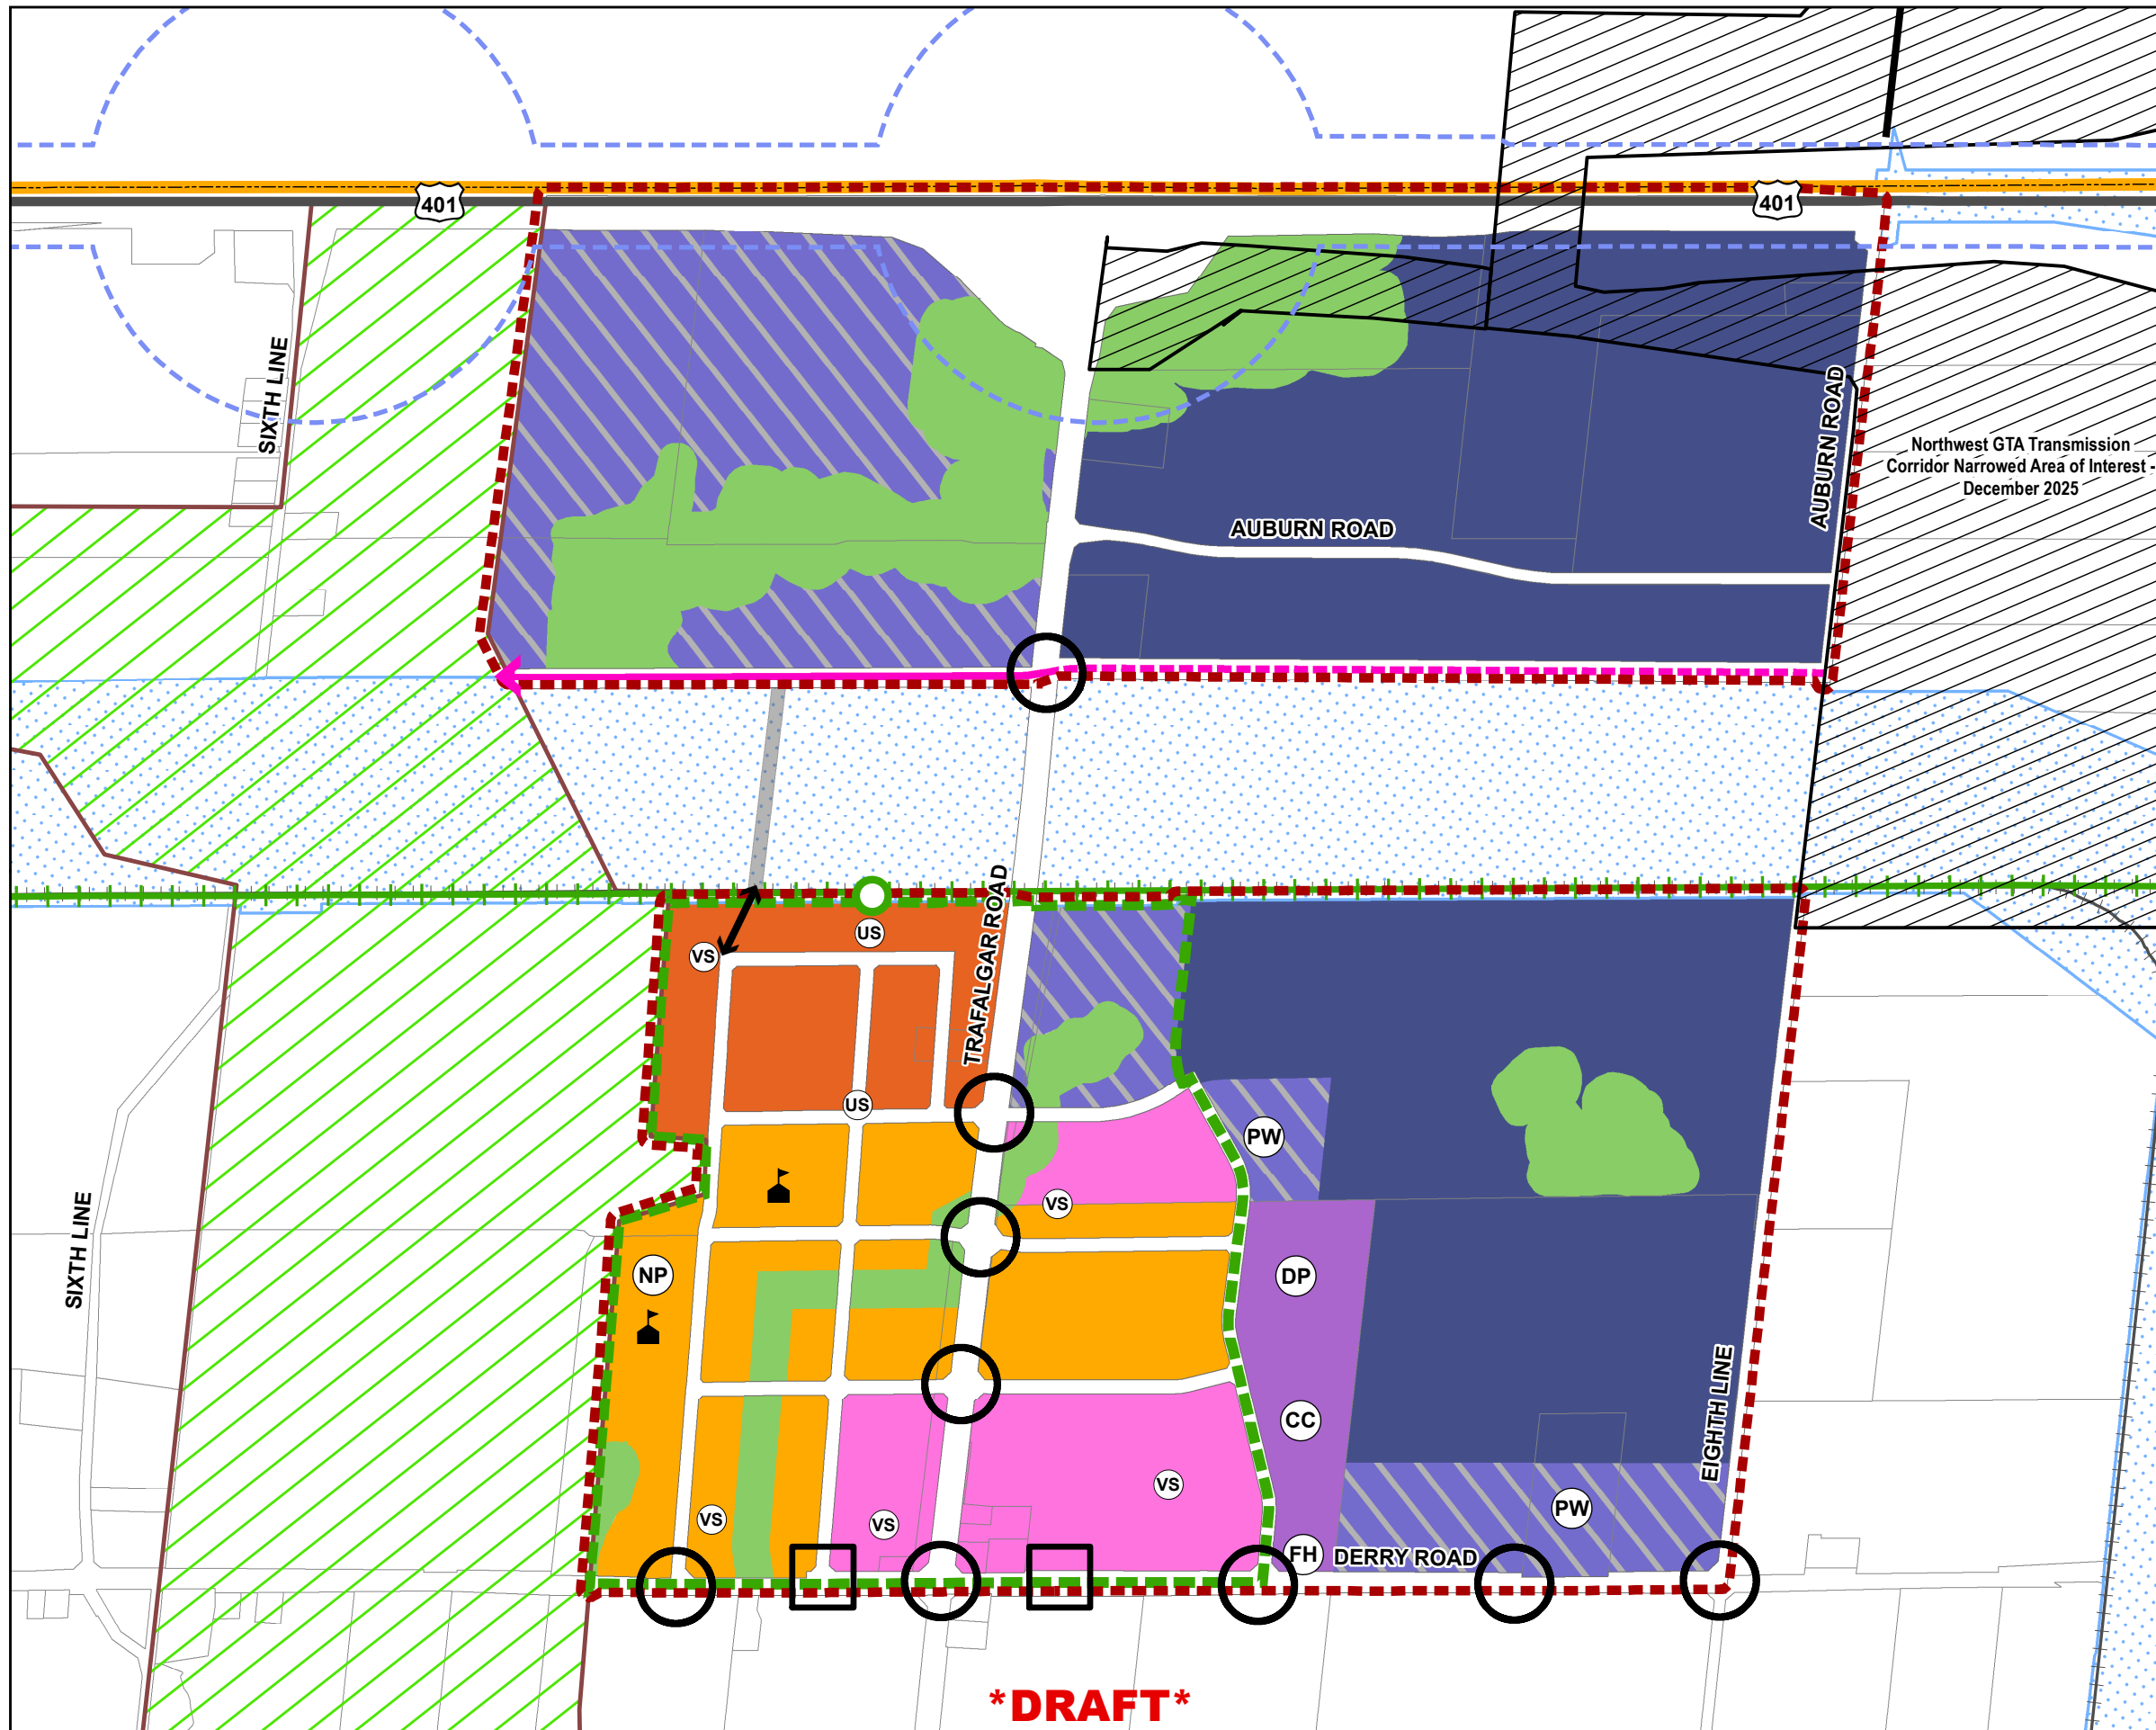 401
401
SIXTH LINE
AUBURN ROAD
Northwest GTA Transmission
Corridor Narrowed Area of Interest -
December 2025
AUBURN ROAD
TRAFALGAR ROAD
US
VS
US
PW
VS
SIXTH LINE
NP
DP
EIGHTH LINE
CC
VS
PW
VS
VS
FH
DERRY ROAD
*DRAFT*